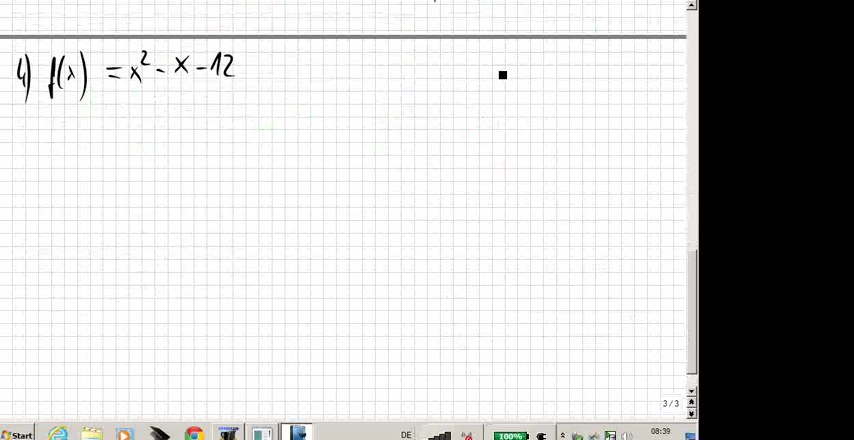 4) f(x) = x² - x - 12
3 / 3
Start DE 100% 08:39